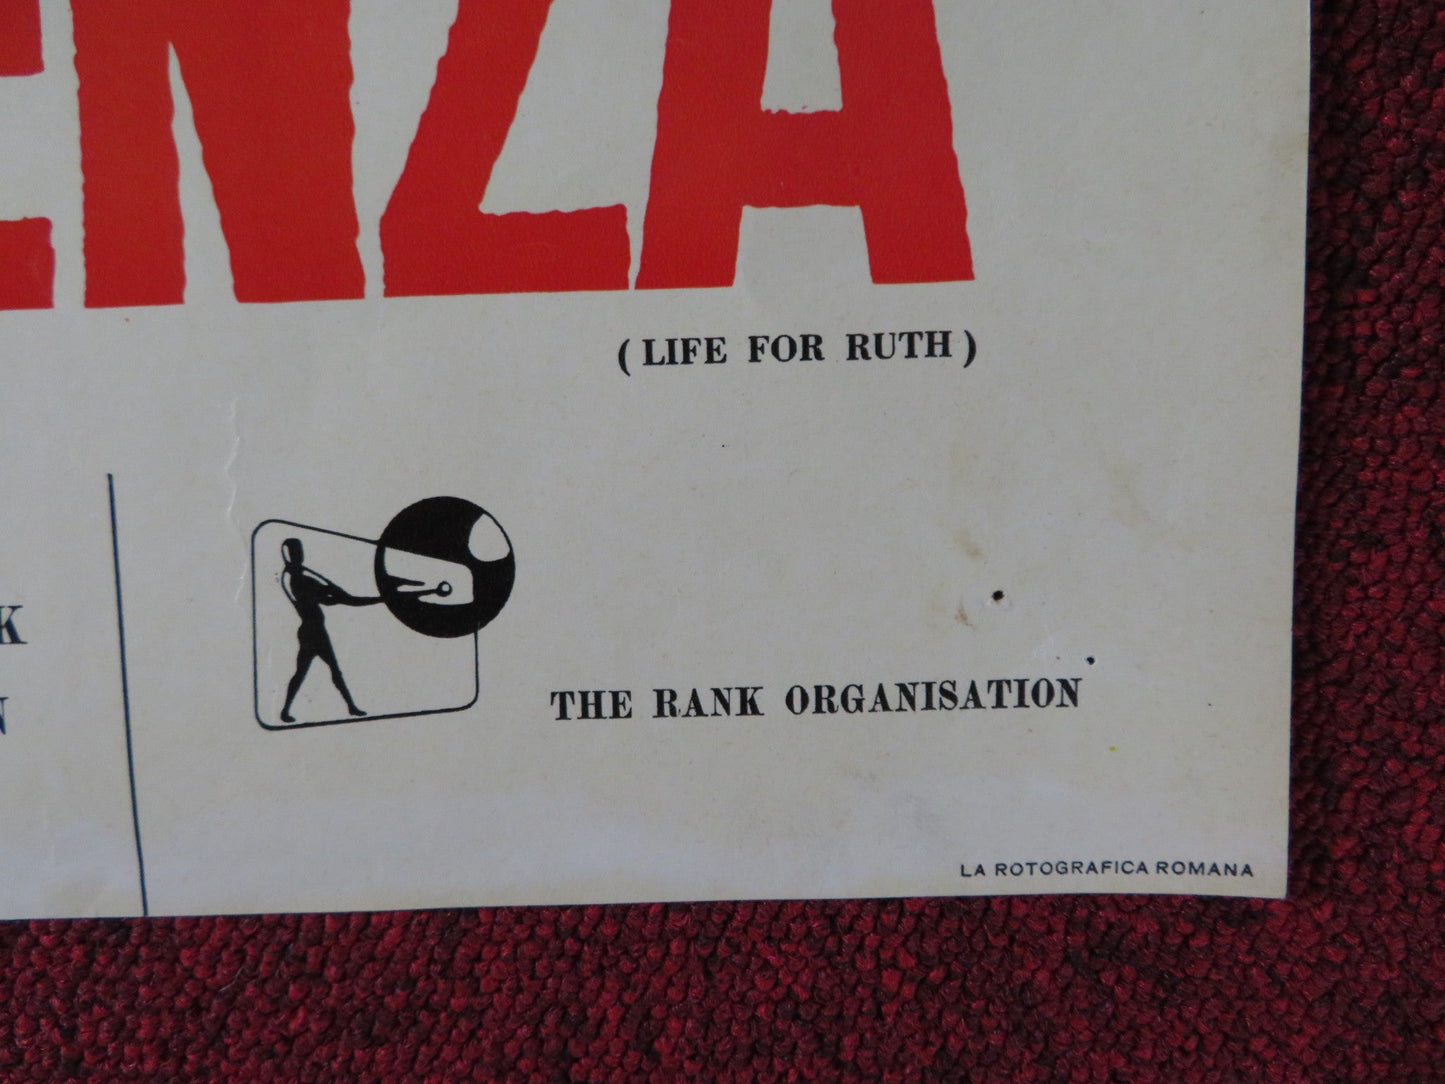 ENZA
( LIFE FOR RUTH )
K
N
THE RANK ORGANISATION
LA ROTOGRAFICA ROMANA